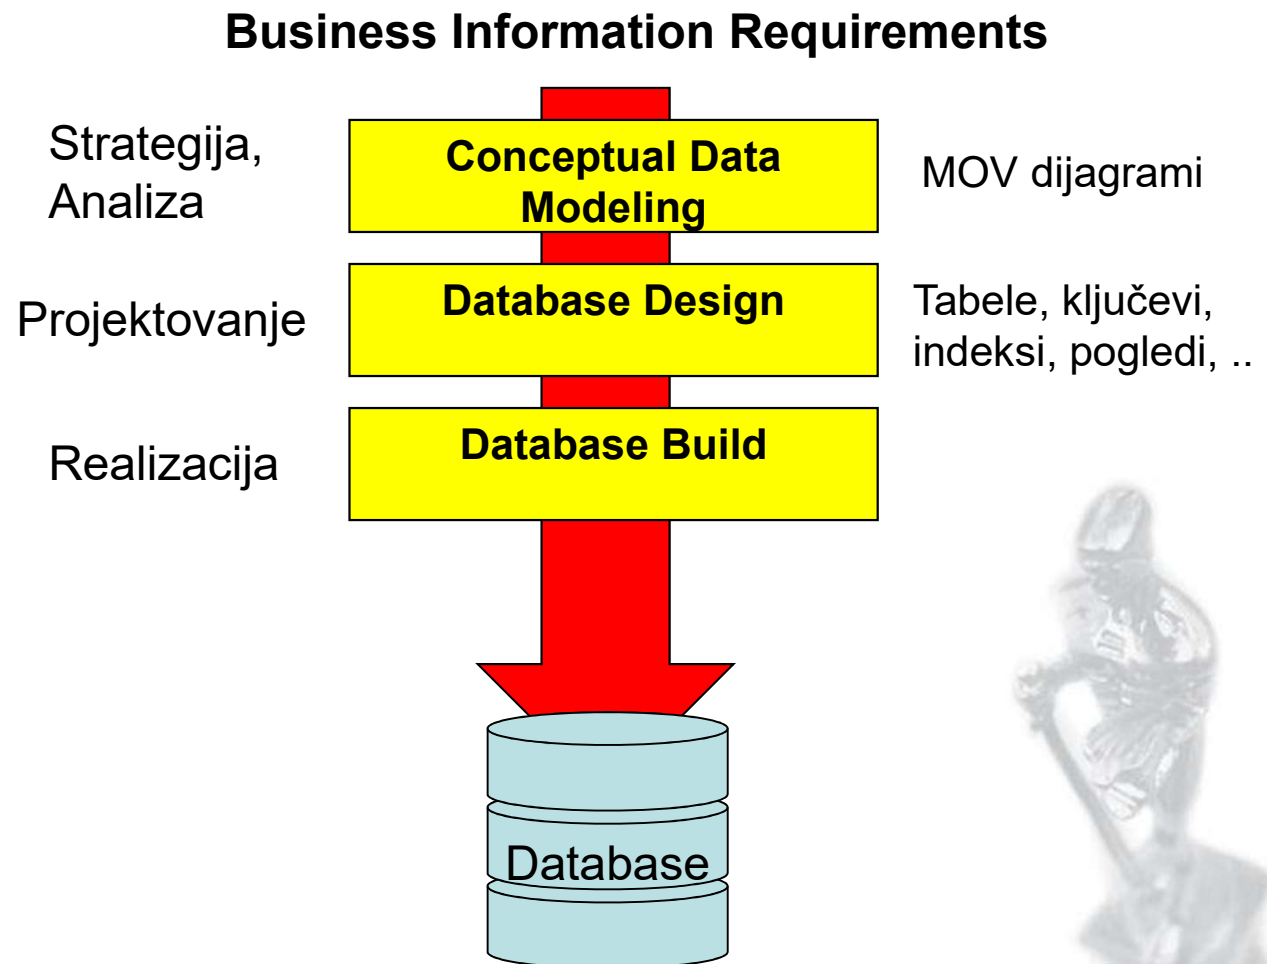 Business Information Requirements
Strategija,
Analiza
Conceptual Data
Modeling
MOV dijagrami
Projektovanje
Database Design
Tabele, ključevi,
indeksi, pogledi, ..
Realizacija
Database Build
Database